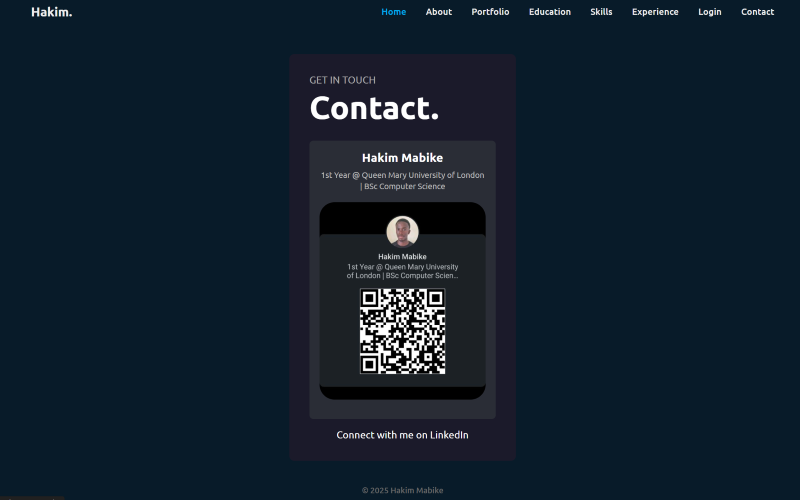 Hakim.
Home About Portfolio Education Skills Experience Login Contact
GET IN TOUCH
Contact.
Hakim Mabike
1st Year @ Queen Mary University of London
| BSc Computer Science
Hakim Mabike
1st Year @ Queen Mary University
of London | BSc Computer Scien...
Connect with me on LinkedIn
© 2025 Hakim Mabike